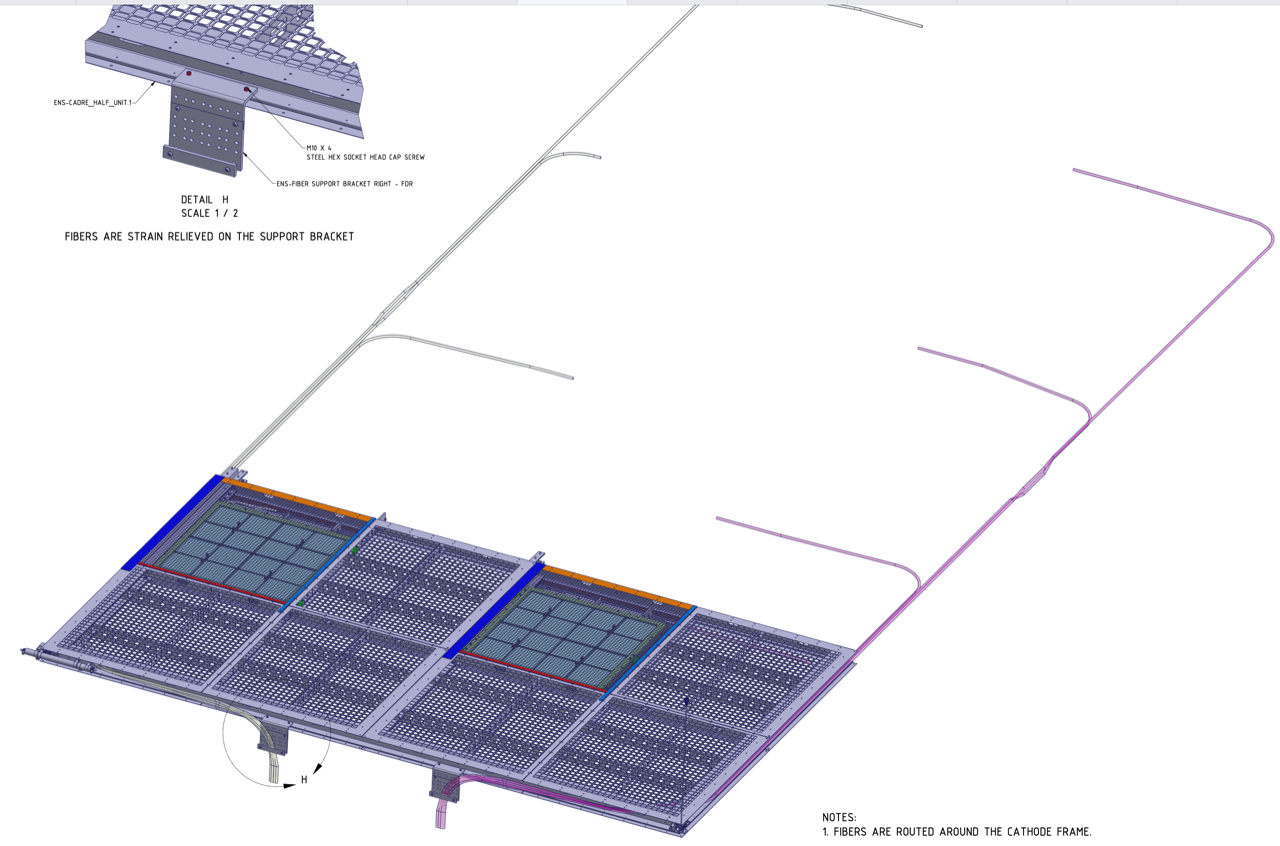 ENS-CADRE_HALF_UNIT.1
M10 X 4
STEEL HEX SOCKET HEAD CAP SCREW
ENS-FIBER SUPPORT BRACKET RIGHT - FDR
DETAIL H
SCALE 1 / 2
FIBERS ARE STRAIN RELIEVED ON THE SUPPORT BRACKET
H
NOTES:
1. FIBERS ARE ROUTED AROUND THE CATHODE FRAME.